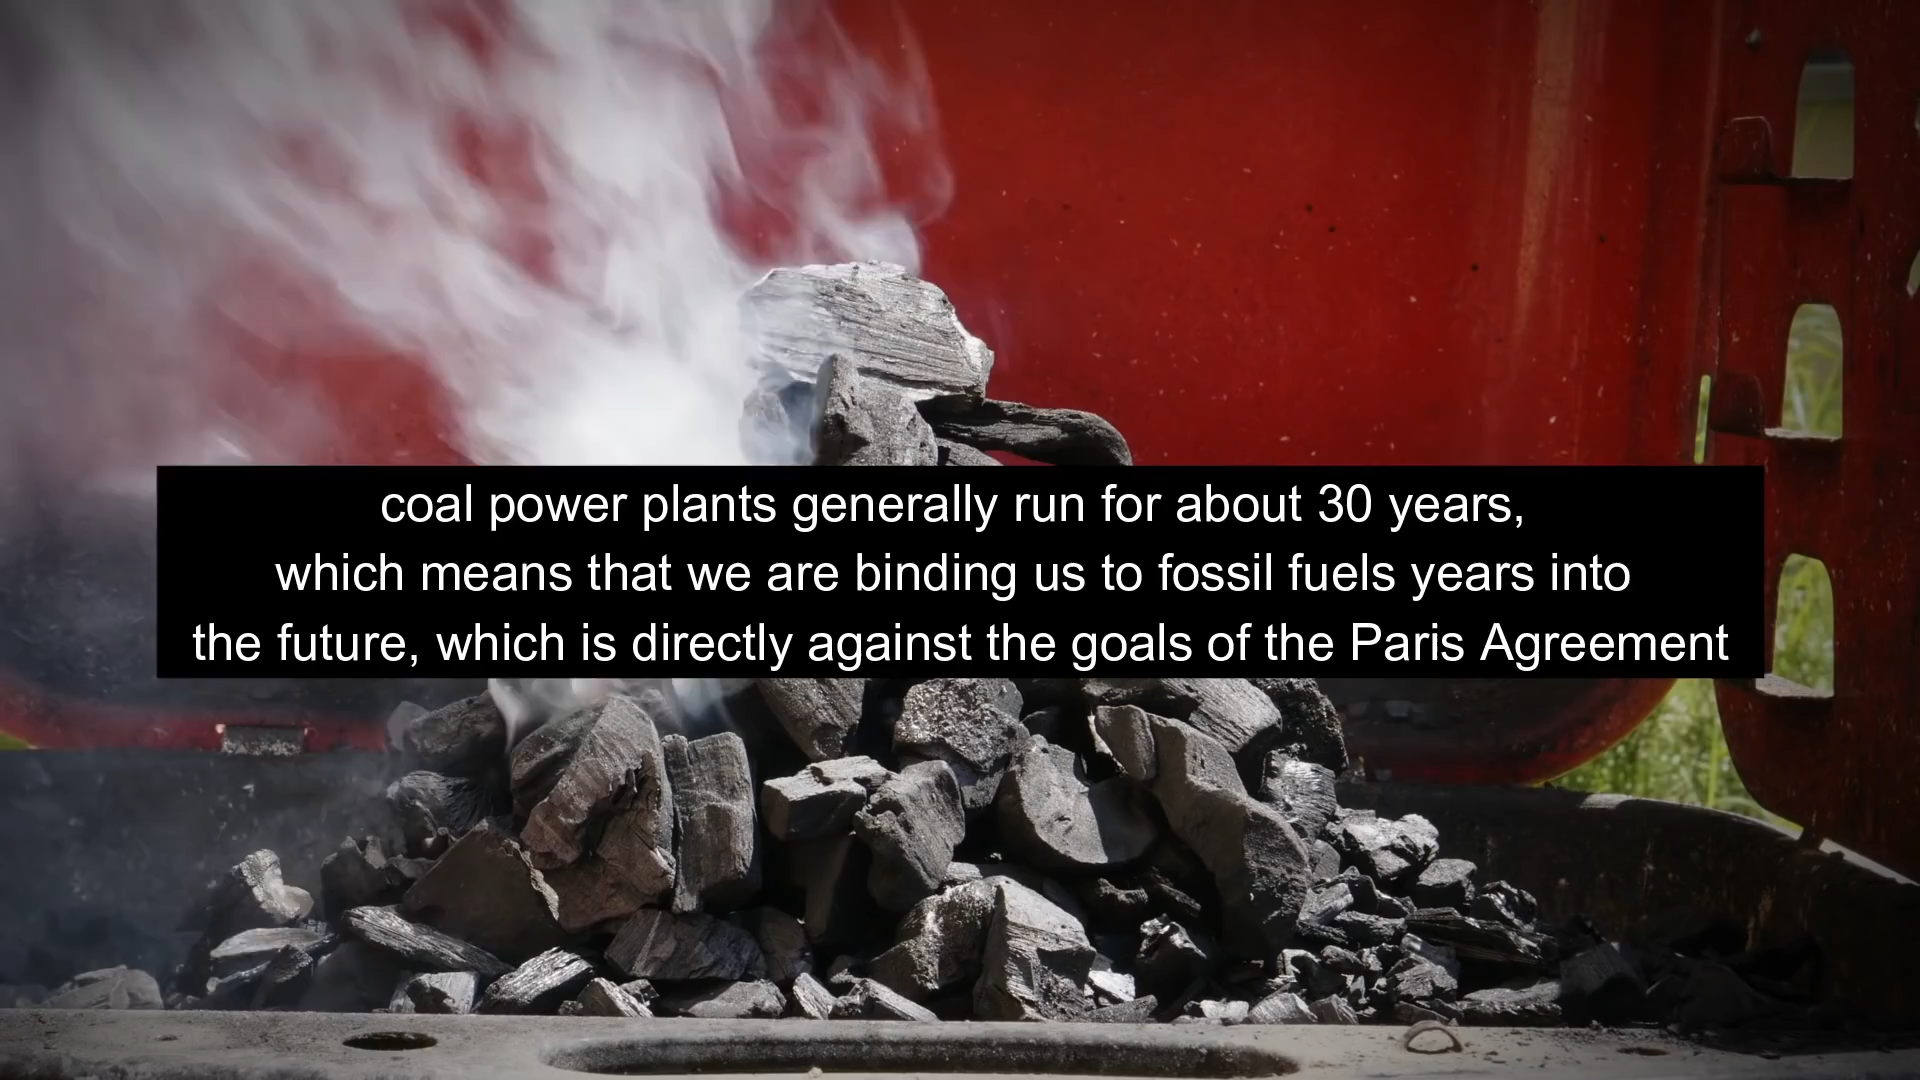 coal power plants generally run for about 30 years,
which means that we are binding us to fossil fuels years into
the future, which is directly against the goals of the Paris Agreement